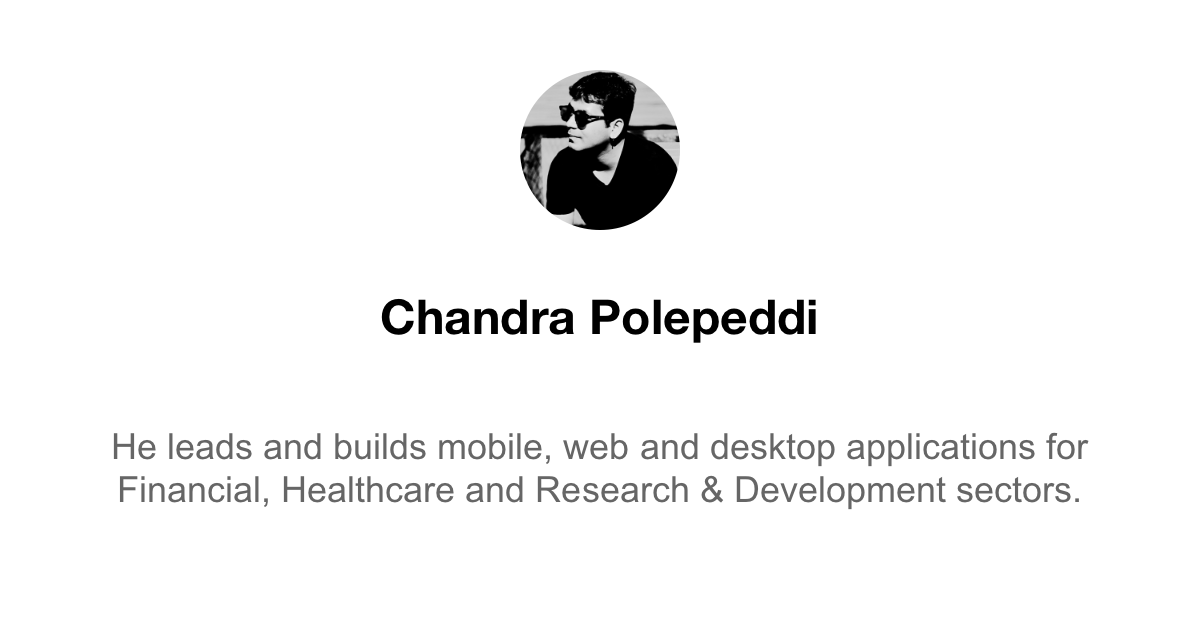 Chandra Polepeddi
He leads and builds mobile, web and desktop applications for
Financial, Healthcare and Research & Development sectors.